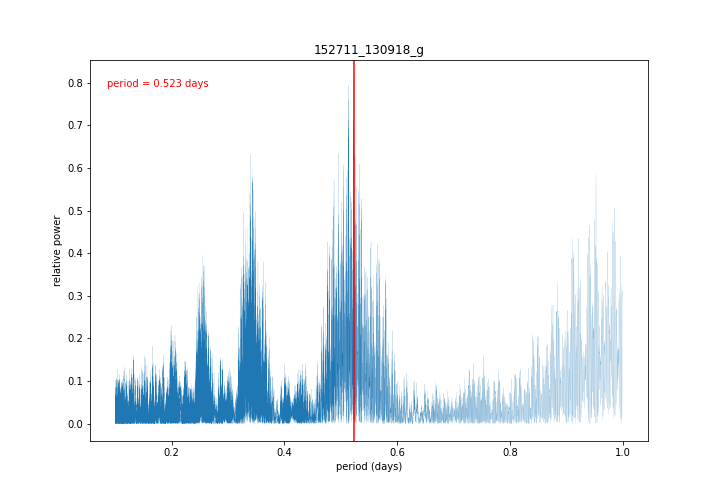 152711_130918_g
period = 0.523 days
relative power
0.8
0.7
0.6
0.5
0.4
0.3
0.2
0.1
0.0
0.2 0.4 0.6 0.8 1.0
period (days)